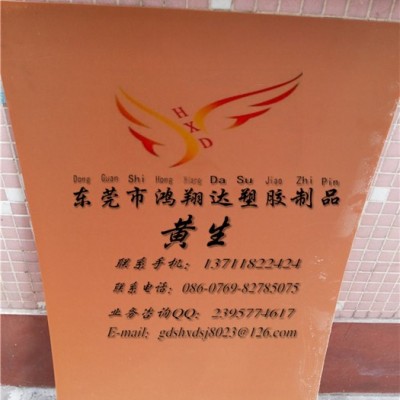 HXD
Dong Guan Shi Hong Xiang Da Su Jiao Zhi Pin
东莞市鸿翔达塑胶制品
黄生
联系手机：13711822424
联系电话：086-0769-82785075
业务咨询QQ：2395774617
E-mail：gdshxdsj8023@126.com